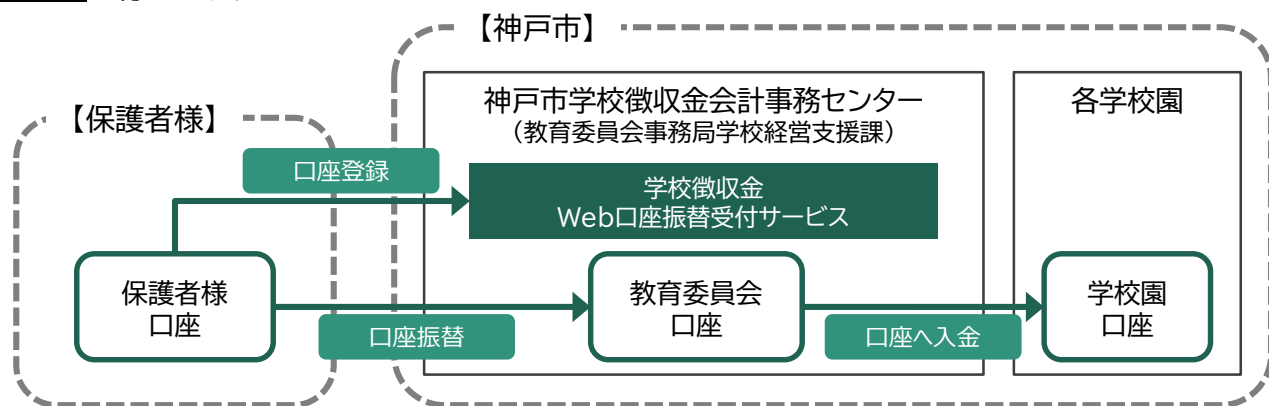 【神戸市】
【保護者様】
神戸市学校徴収金会計事務センター
（教育委員会事務局学校経営支援課）
各学校園
口座登録
学校徴収金
Web口座振替受付サービス
保護者様
口座
口座振替
教育委員会
口座
口座へ入金
学校園
口座